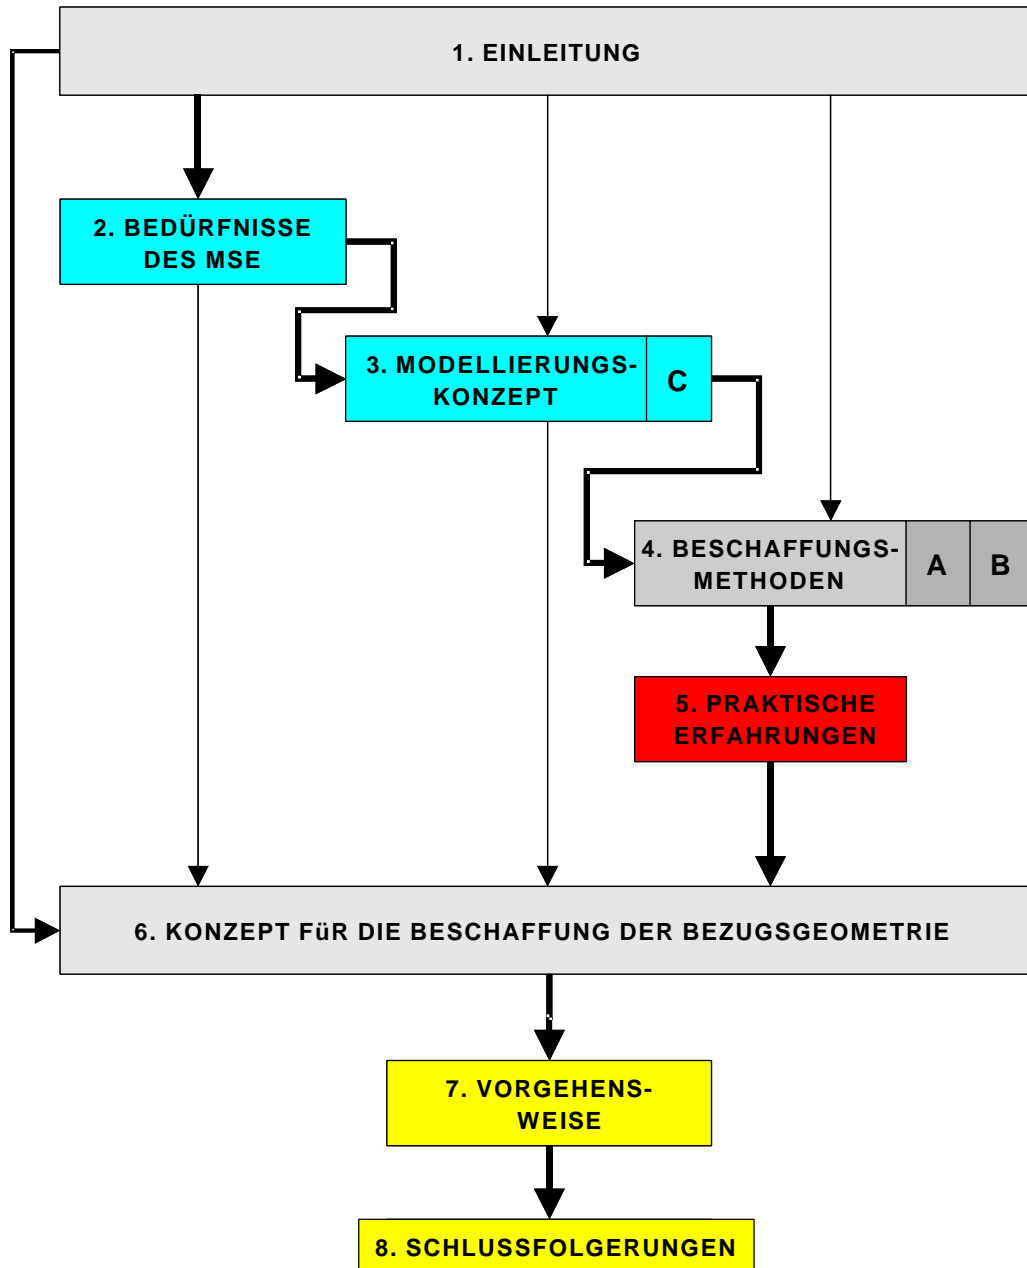 1. EINLEITUNG
2. BEDÜRFNISSE
DES MSE
3. MODELLIERUNGS-
KONZEPT
C
4. BESCHAFFUNGS-
METHODEN
A
B
5. PRAKTISCHE
ERFAHRUNGEN
6. KONZEPT FüR DIE BESCHAFFUNG DER BEZUGSGEOMETRIE
7. VORGEHENS-
WEISE
8. SCHLUSSFOLGERUNGEN